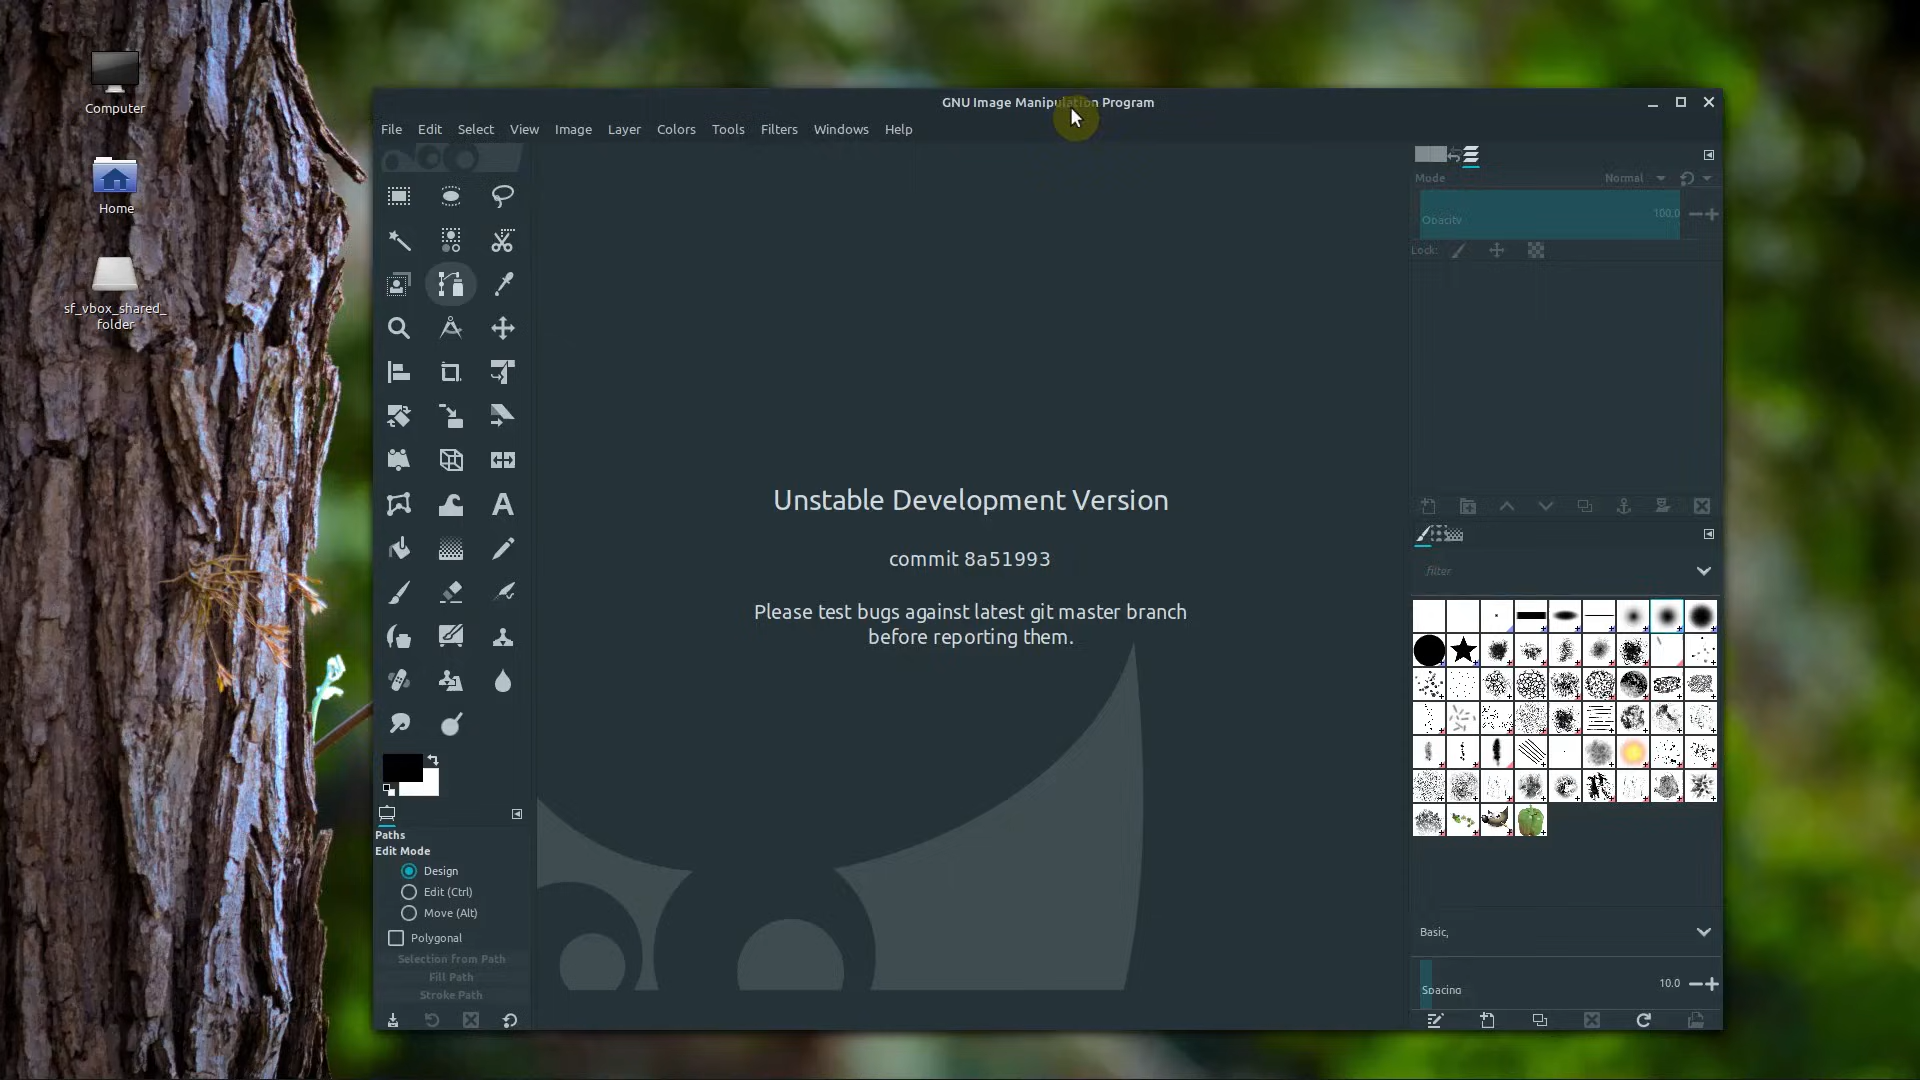 Computer
Home
sf_vbox_shared_
folder
GNU Image Manipulation Program
File Edit Select View Image Layer Colors Tools Filters Windows Help
Mode Normal
Opacity 100.0
Lock:
Unstable Development Version
commit 8a51993
Please test bugs against latest git master branch
before reporting them.
filter
Paths
Edit Mode
Design
Edit (Ctrl)
Move (Alt)
Polygonal
Selection from Path
Fill Path
Stroke Path
Basic,
Spacing 10.0